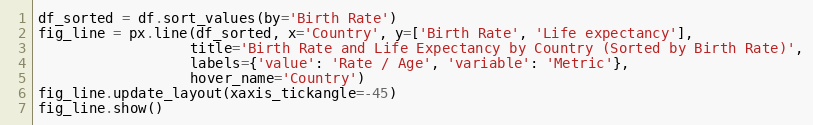 1 df_sorted = df.sort_values(by='Birth Rate')
2 fig_line = px.line(df_sorted, x='Country', y=['Birth Rate', 'Life expectancy'],
3                   title='Birth Rate and Life Expectancy by Country (Sorted by Birth Rate)',
4                   labels={'value': 'Rate / Age', 'variable': 'Metric'},
5                   hover_name='Country')
6 fig_line.update_layout(xaxis_tickangle=-45)
7 fig_line.show()